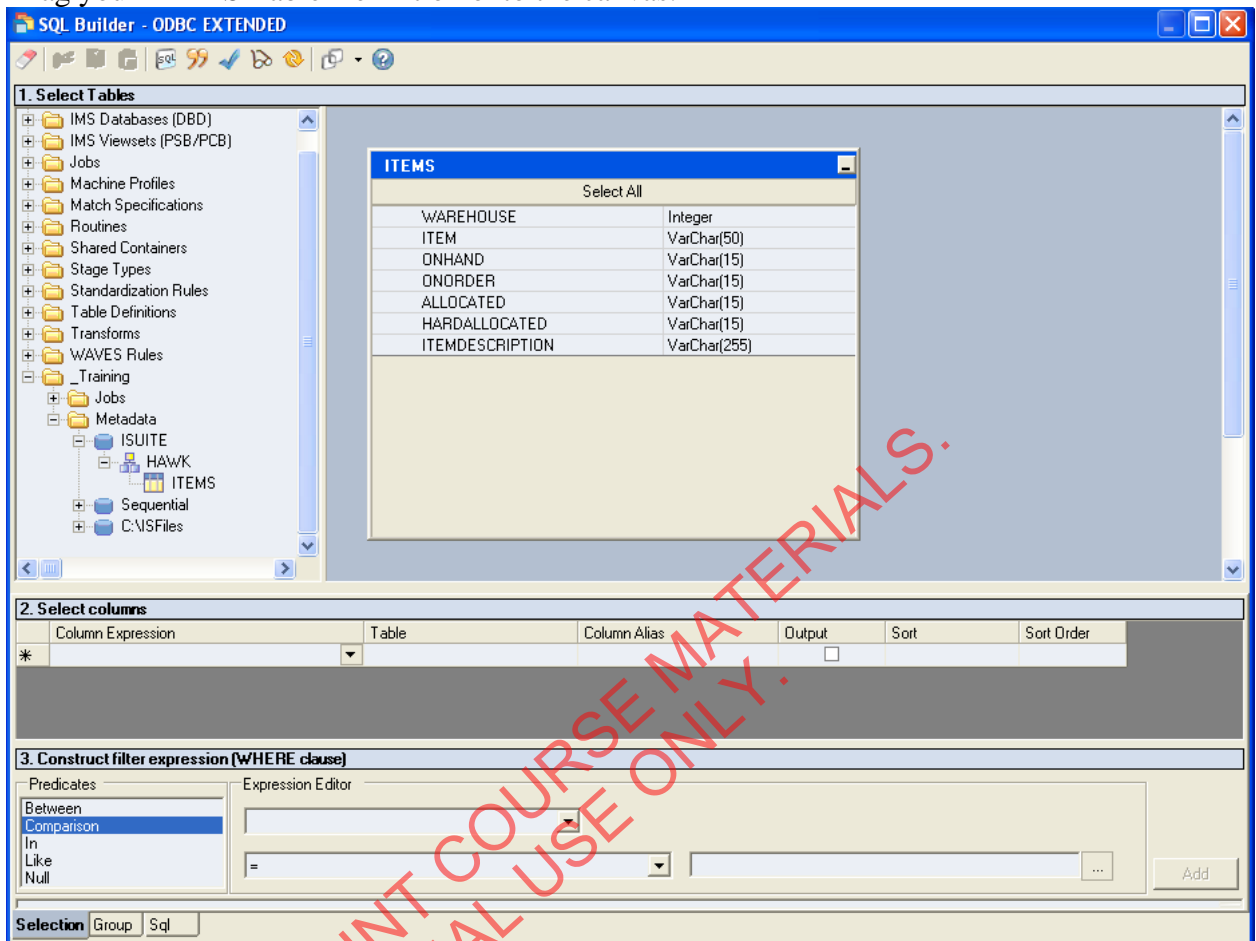 SQL Builder - ODBC EXTENDED
1. Select Tables
IMS Databases (DBD)
IMS Viewsets (PSB/PCB)
Jobs
Machine Profiles
Match Specifications
Routines
Shared Containers
Stage Types
Standardization Rules
Table Definitions
Transforms
WAVES Rules
_Training
Jobs
Metadata
ISUITE
HAWK
ITEMS
Sequential
C:\ISFiles
ITEMS
Select All
WAREHOUSE Integer
ITEM VarChar(50)
ONHAND VarChar(15)
ONORDER VarChar(15)
ALLOCATED VarChar(15)
HARDALLOCATED VarChar(15)
ITEMDESCRIPTION VarChar(255)
2. Select columns
Column Expression Table Column Alias Output Sort Sort Order
*
3. Construct filter expression (WHERE clause)
Predicates Expression Editor
Between
Comparison
In
Like
Null
=
...
Add
Selection Group Sql
COURSE MATERIALS.
USE ONLY.